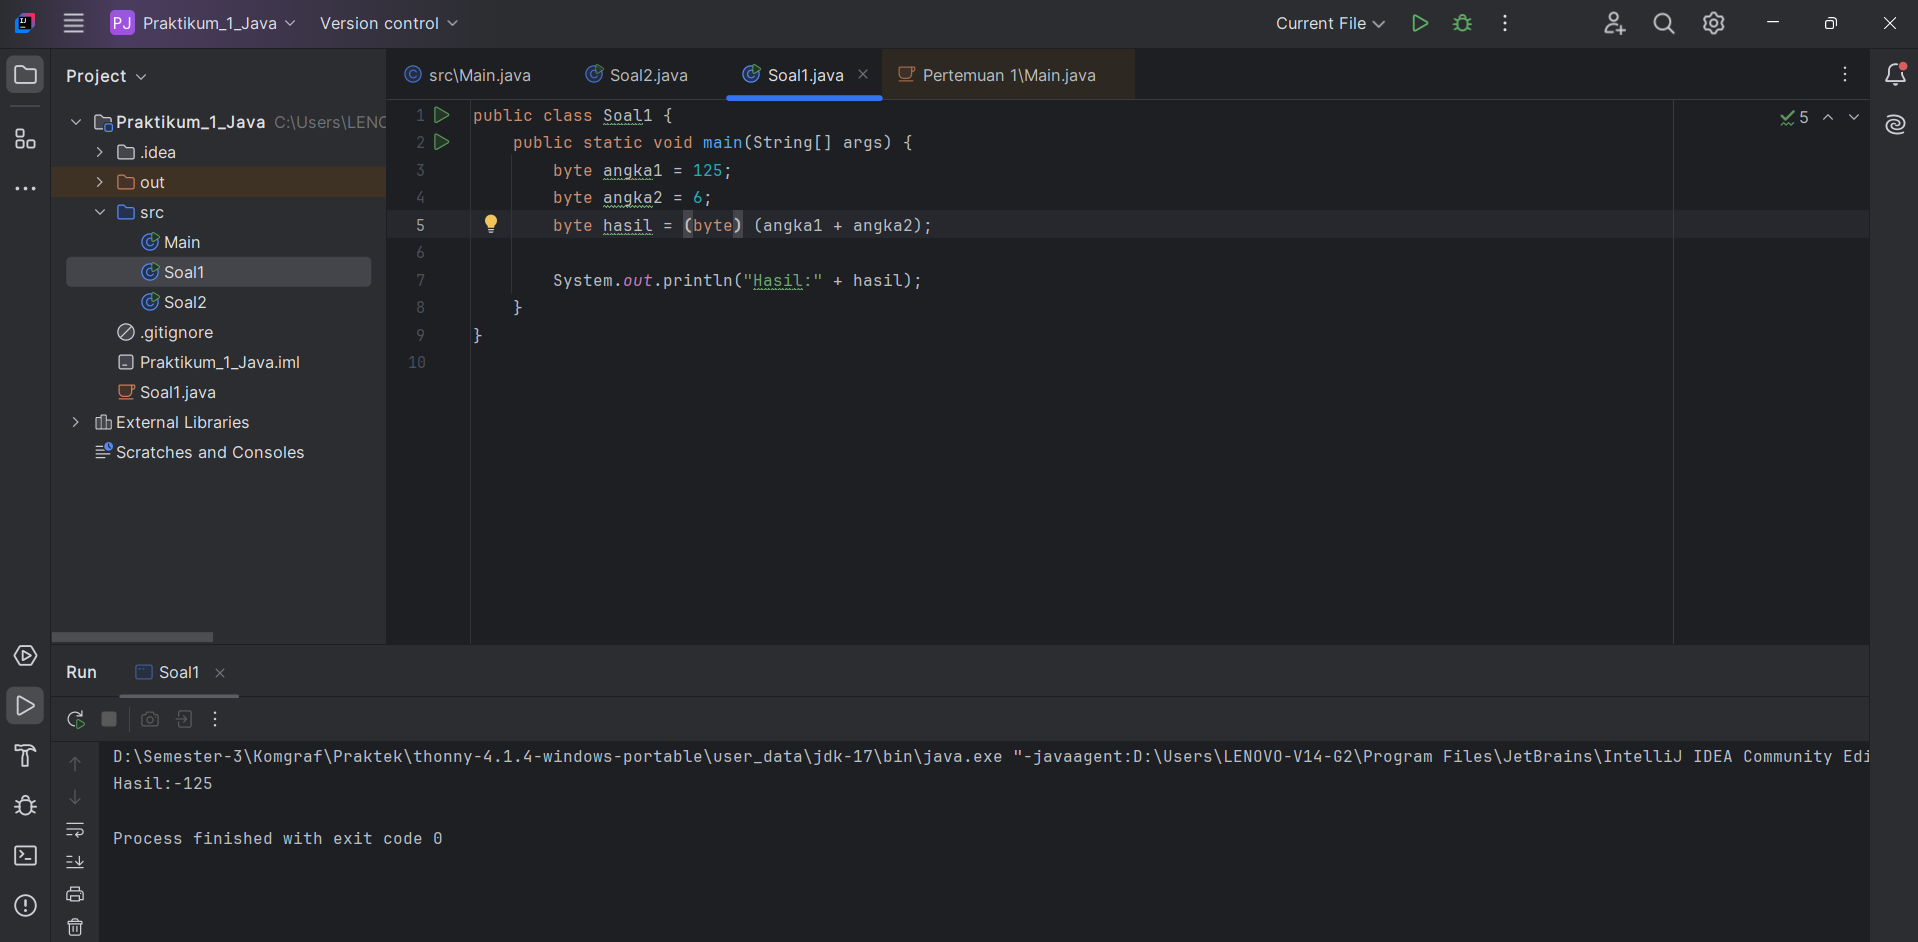 PJ Praktikum_1_Java Version control Current File
Project
src\Main.java Soal2.java Soal1.java Pertemuan 1\Main.java
Praktikum_1_Java C:\Users\LENO
.idea
out
src
Main
Soal1
Soal2
.gitignore
Praktikum_1_Java.iml
Soal1.java
External Libraries
Scratches and Consoles
1 public class Soal1 {
2 public static void main(String[] args) {
3 byte angka1 = 125;
4 byte angka2 = 6;
5 byte hasil = (byte) (angka1 + angka2);
6
7 System.out.println("Hasil:" + hasil);
8 }
9 }
10
5
Run Soal1
D:\Semester-3\Komgraf\Praktek\thonny-4.1.4-windows-portable\user_data\jdk-17\bin\java.exe "-javaagent:D:\Users\LENOVO-V14-G2\Program Files\JetBrains\IntelliJ IDEA Community Edi
Hasil:-125
Process finished with exit code 0